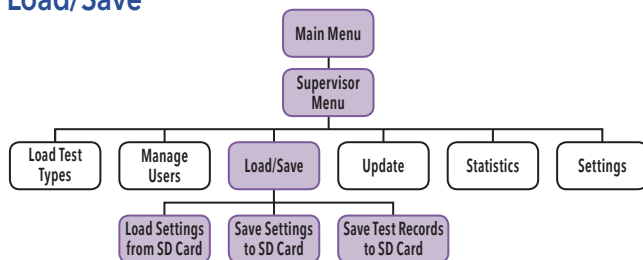 Load/Save
Main Menu
Supervisor
Menu
Load Test
Types
Manage
Users
Load/Save
Update
Statistics
Settings
Load Settings
from SD Card
Save Settings
to SD Card
Save Test Records
to SD Card